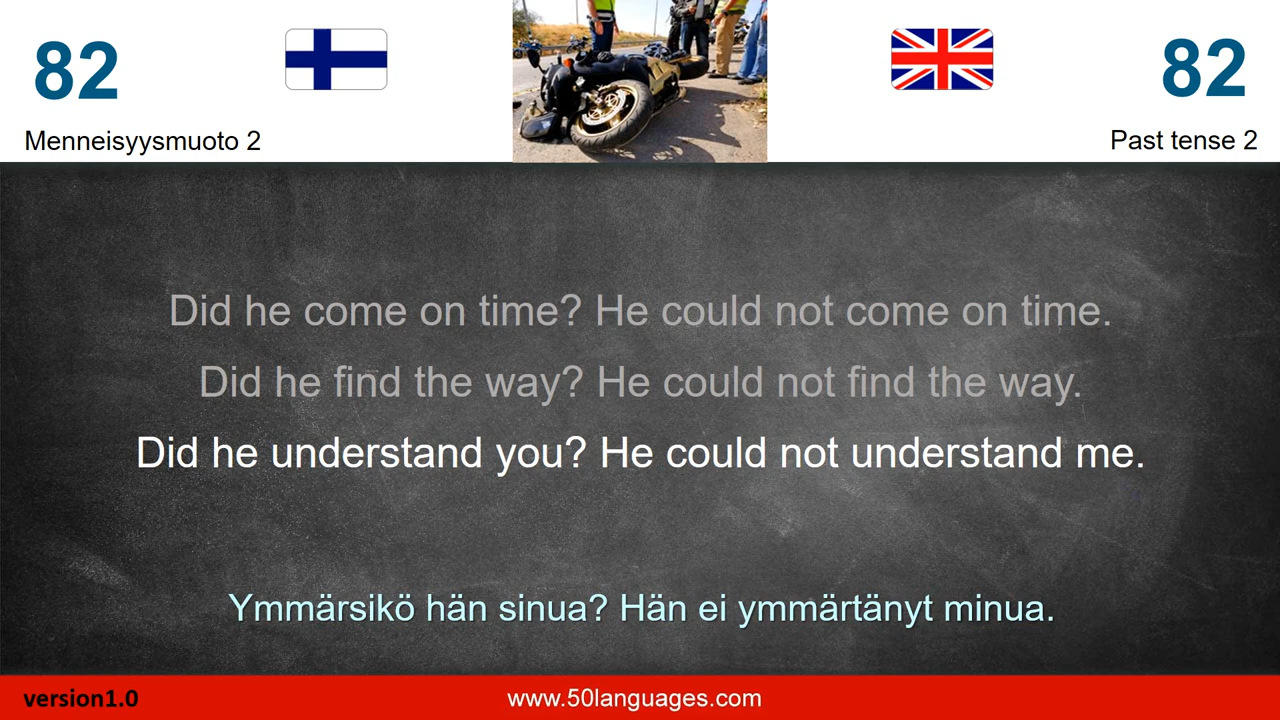 82
82
Menneisyysmuoto 2
Past tense 2
Did he come on time? He could not come on time.
Did he find the way? He could not find the way.
Did he understand you? He could not understand me.
Ymmärsikö hän sinua? Hän ei ymmärtänyt minua.
version1.0
www.50languages.com